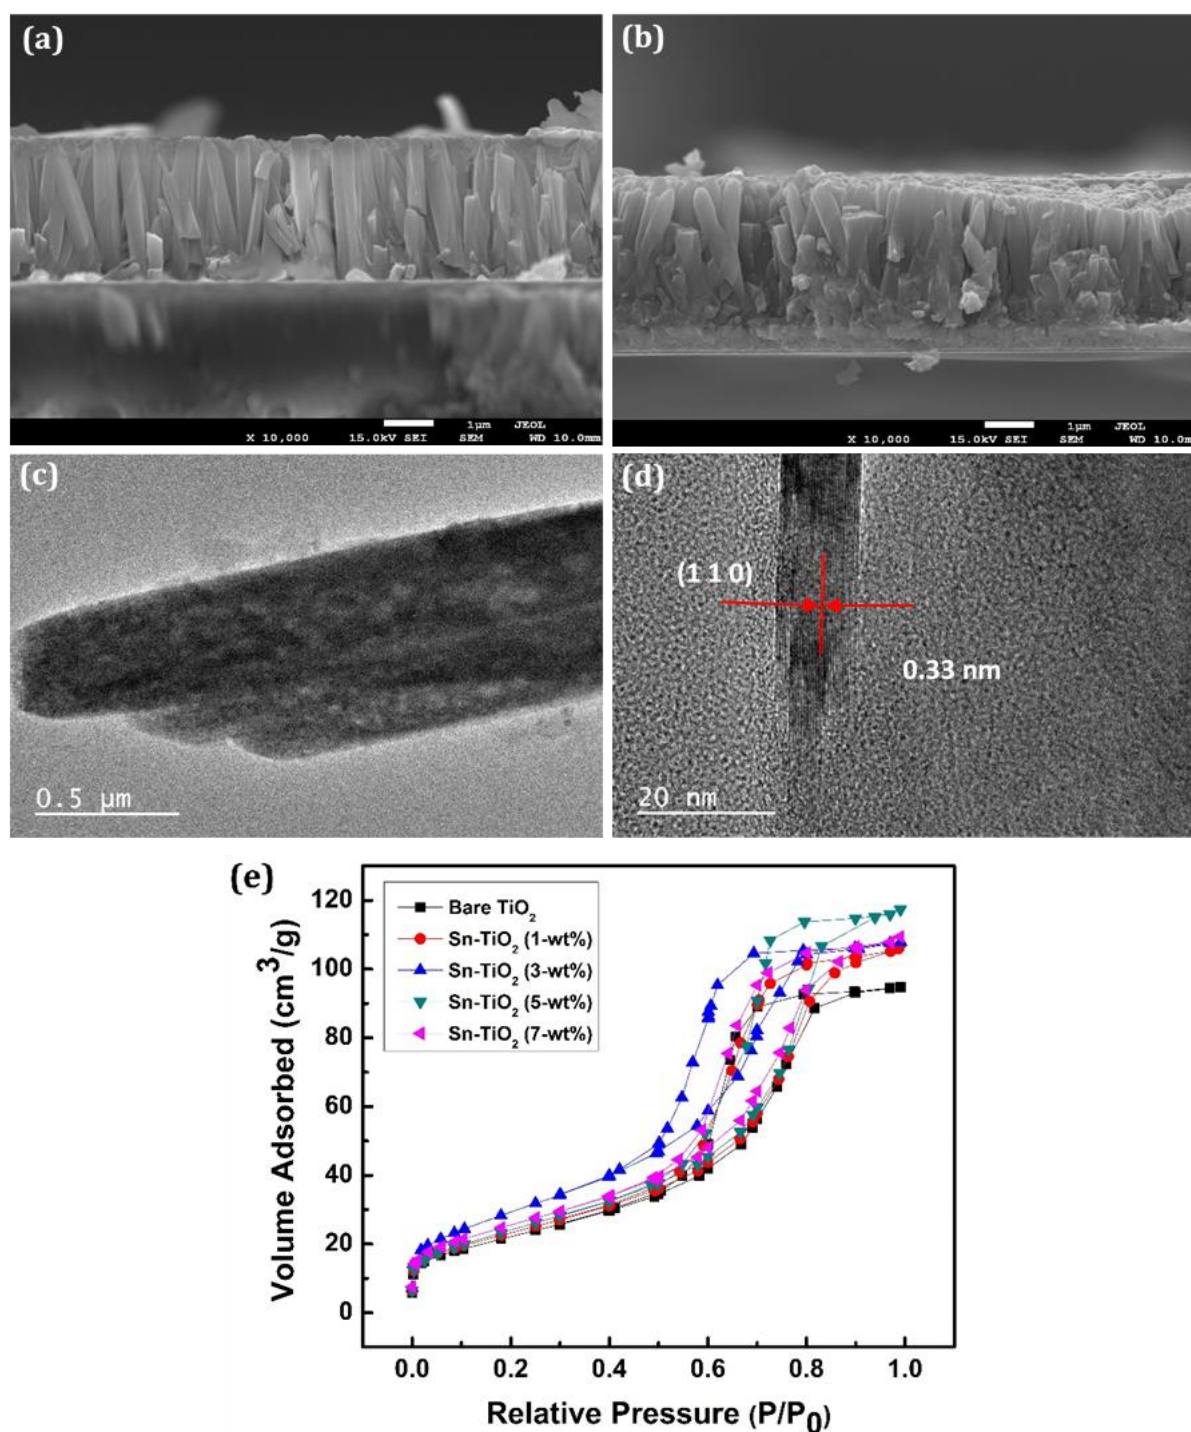 (a)
(b)
1μm JEOL
X 10,000 15.0kV SEI SEM WD 10.0mm
1μm JEOL
X 10,000 15.0kV SEI SEM WD 10.0m
(c)
(d)
(1 1 0)
0.33 nm
0.5 μm
20 nm
(e)
Bare TiO2
Sn-TiO2 (1-wt%)
Sn-TiO2 (3-wt%)
Sn-TiO2 (5-wt%)
Sn-TiO2 (7-wt%)
Volume Adsorbed (cm3/g)
120
100
80
60
40
20
0
0.0 0.2 0.4 0.6 0.8 1.0
Relative Pressure (P/P0)